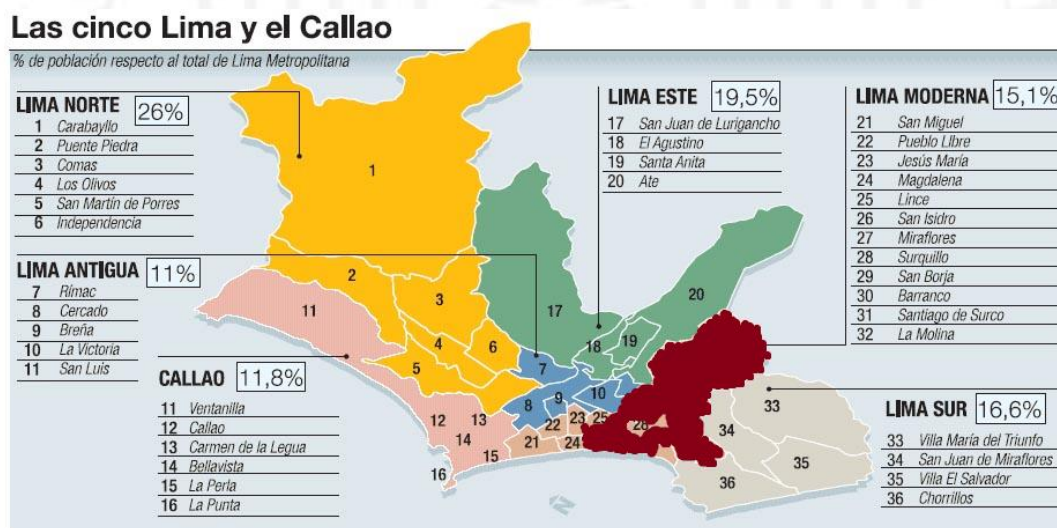 Las cinco Lima y el Callao
% de población respecto al total de Lima Metropolitana
LIMA NORTE 26%
1 Carabayllo
2 Puente Piedra
3 Comas
4 Los Olivos
5 San Martín de Porres
6 Independencia
LIMA ANTIGUA 11%
7 Rímac
8 Cercado
9 Breña
10 La Victoria
11 San Luis
CALLAO 11,8%
11 Ventanilla
12 Callao
13 Carmen de la Legua
14 Bellavista
15 La Perla
16 La Punta
LIMA ESTE 19,5%
17 San Juan de Lurigancho
18 El Agustino
19 Santa Anita
20 Ate
LIMA MODERNA 15,1%
21 San Miguel
22 Pueblo LIbre
23 Jesús María
24 Magdalena
25 Lince
26 San Isidro
27 Miraflores
28 Surquillo
29 San Borja
30 Barranco
31 Santiago de Surco
32 La Molina
LIMA SUR 16,6%
33 Villa María del Triunfo
34 San Juan de Miraflores
35 Villa El Salvador
36 Chorrillos
1
2
3
11
17
20
4
6
18
19
5
7
10
33
8
9
12
13
22
23
25
28
34
14
21
24
35
15
16
36